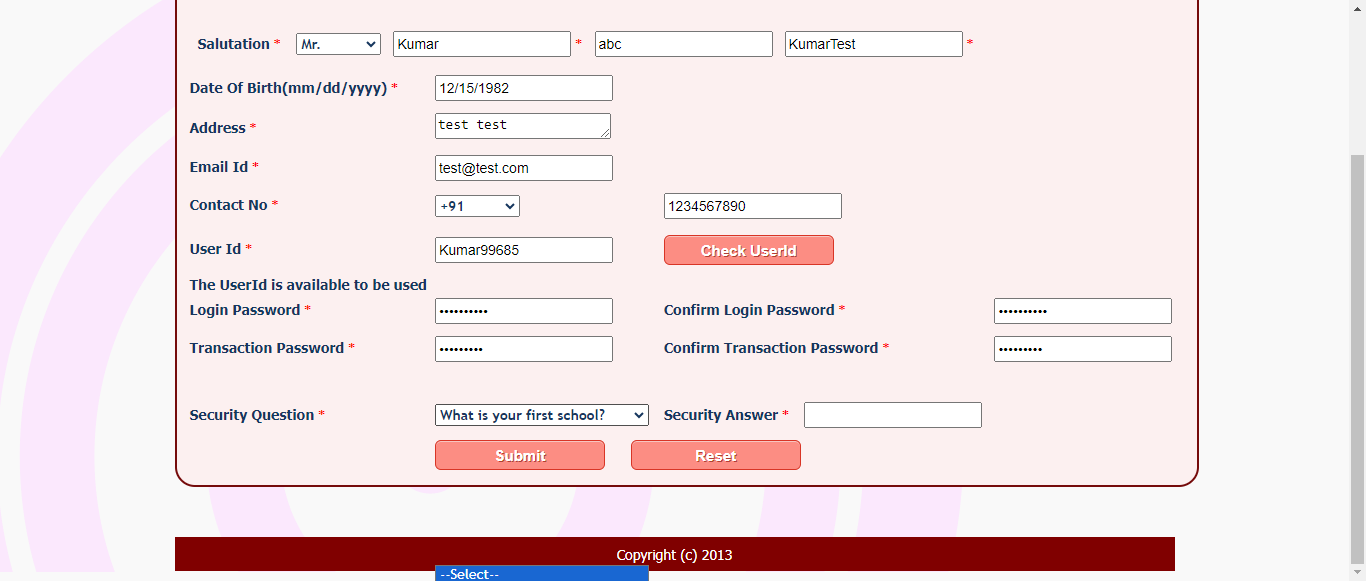 Salutation * Mr. Kumar * abc KumarTest *
Date Of Birth(mm/dd/yyyy) * 12/15/1982
Address * test test
Email Id * test@test.com
Contact No * +91 1234567890
User Id * Kumar99685 Check UserId
The UserId is available to be used
Login Password * •••••••••• Confirm Login Password * ••••••••••
Transaction Password * ••••••••• Confirm Transaction Password * •••••••••
Security Question * What is your first school? Security Answer *
Submit Reset
Copyright (c) 2013
--Select--